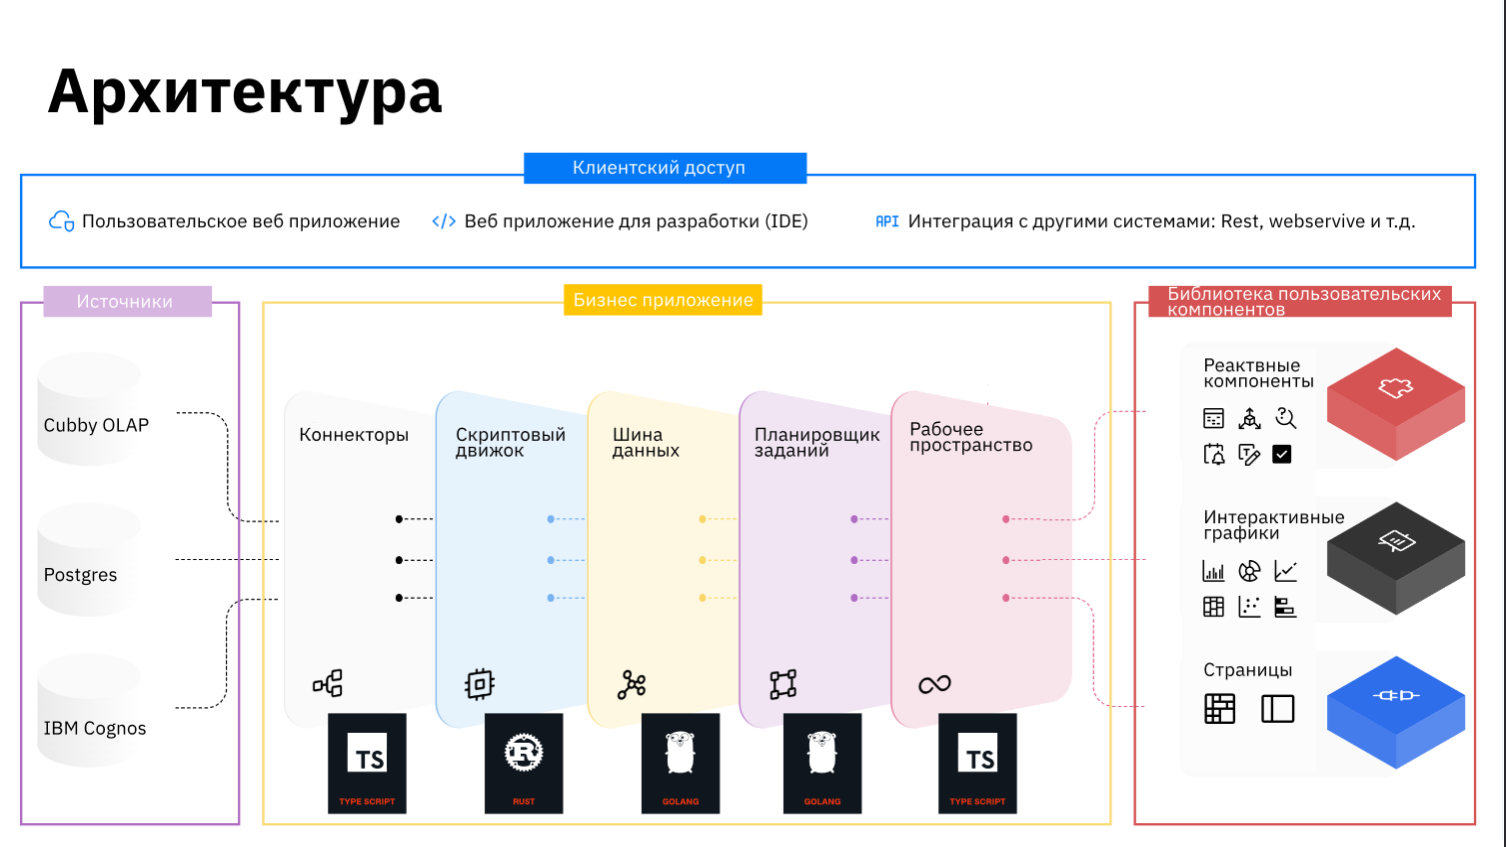 Архитектура
Клиентский доступ
Пользовательское веб приложение
</> Веб приложение для разработки (IDE)
API Интеграция с другими системами: Rest, webservive и т.д.
Источники
Cubby OLAP
Postgres
IBM Cognos
Бизнес приложение
Коннекторы
Скриптовый
движок
Шина
данных
Планировщик
заданий
Рабочее
пространство
TS
TYPE SCRIPT
R
RUST
GOLANG
GOLANG
TS
TYPE SCRIPT
Библиотека пользовательских
компонентов
Реактвные
компоненты
Интерактивные
графики
Страницы